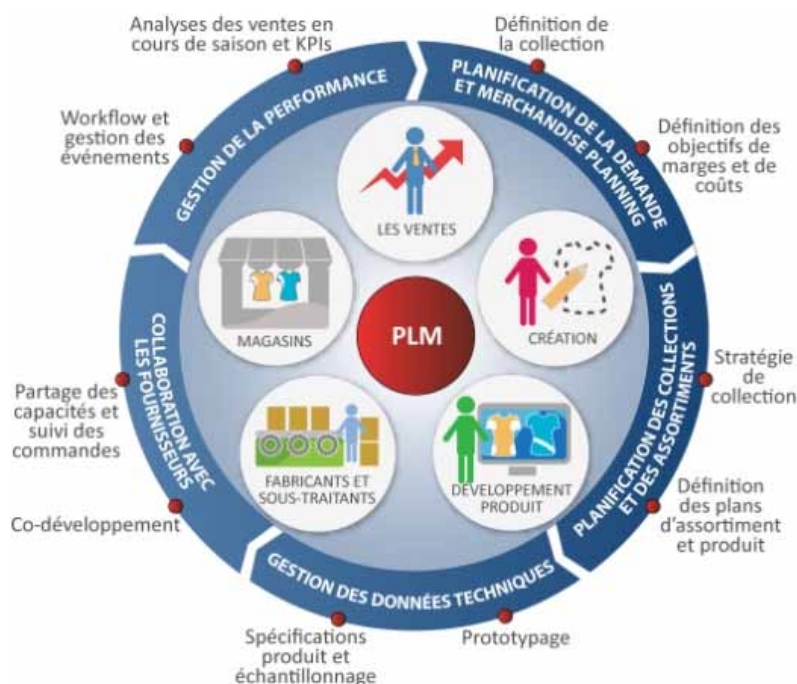 Analyses des ventes en
cours de saison et KPIs
Définition de
la collection
Workflow et
gestion des
événements
Définition des
objectifs de
marges et de
coûts
GESTION DE LA PERFORMANCE
PLANIFICATION DE LA DEMANDE
ET MERCHANDISE PLANNING
LES VENTES
MAGASINS
PLM
CRÉATION
COLLABORATION AVEC
LES FOURNISSEURS
PLANIFICATION DES COLLECTIONS
ET DES ASSORTIMENTS
Stratégie
de
collection
Partage des
capacités et
suivi des
commandes
FABRICANTS ET
SOUS-TRAITANTS
DÉVELOPPEMENT
PRODUIT
Définition
des plans
d'assortiment
et produit
Co-développement
GESTION DES DONNÉES TECHNIQUES
Spécifications
produit et
échantillonnage
Prototypage